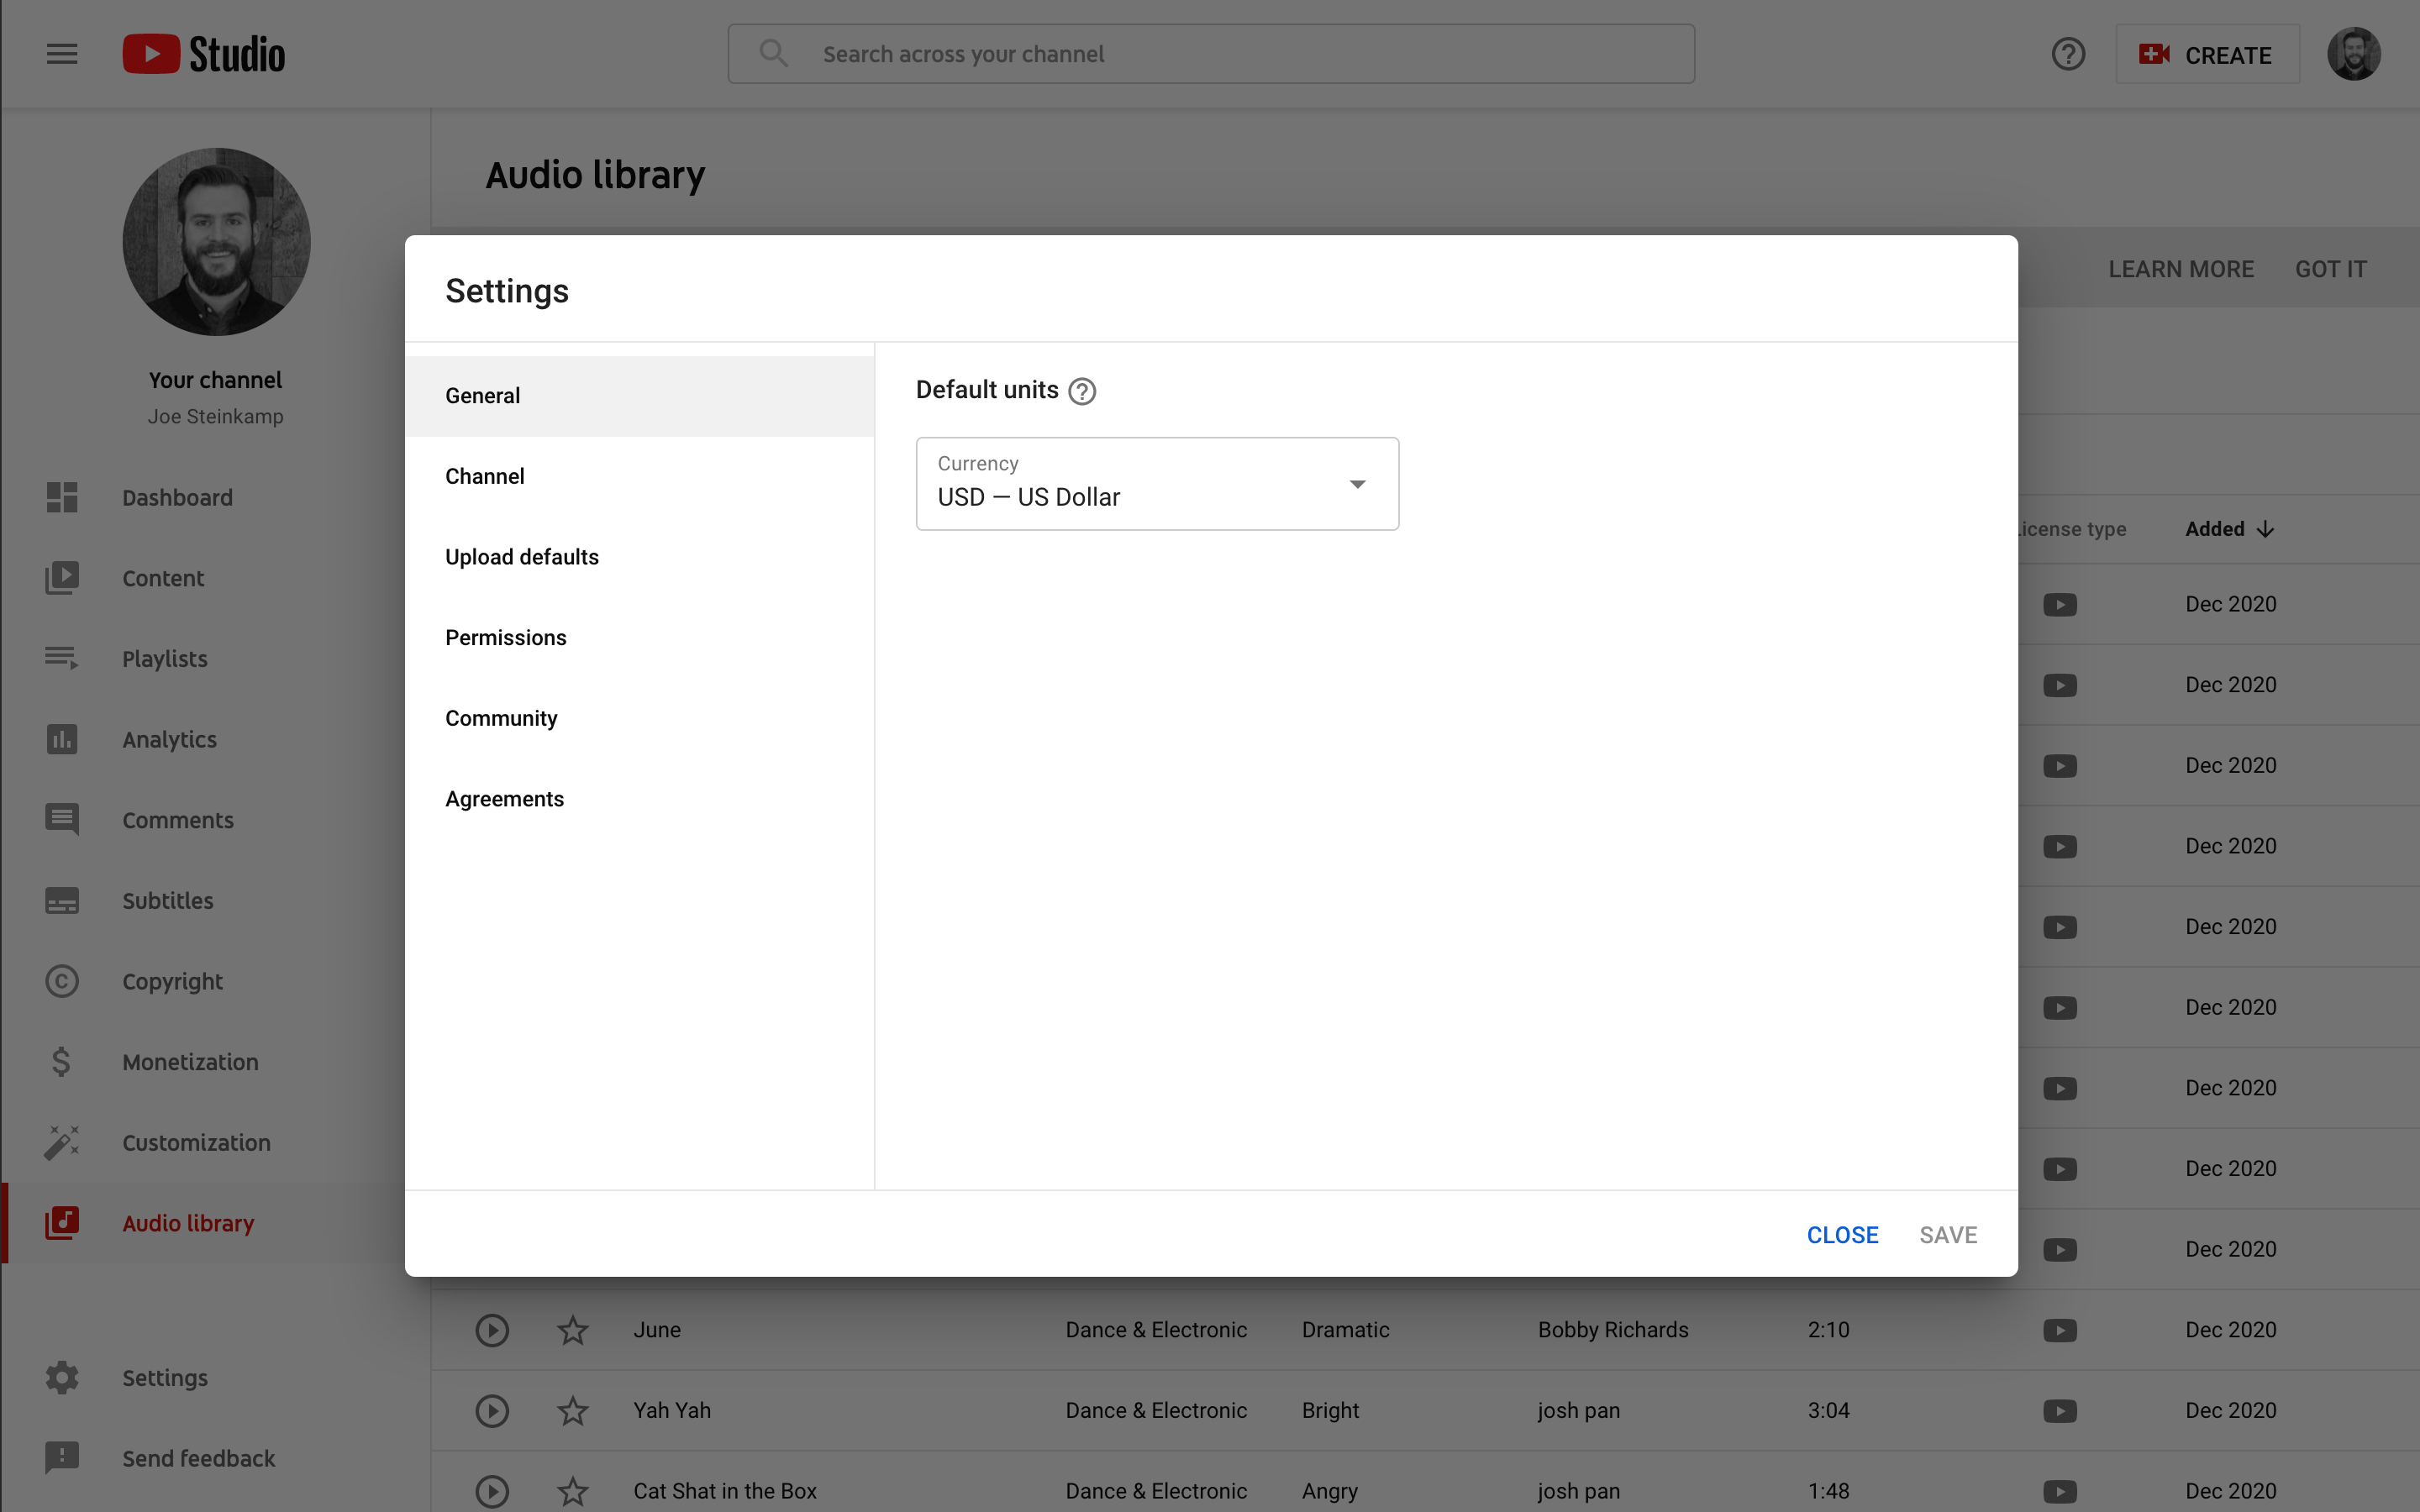 Studio
Search across your channel
CREATE
Audio library
Your channel
Joe Steinkamp
LEARN MORE GOT IT
Settings
General
Channel
Upload defaults
Permissions
Community
Agreements
Default units
Currency
USD — US Dollar
CLOSE SAVE
Dashboard
Content
Playlists
Analytics
Comments
Subtitles
Copyright
Monetization
Customization
Audio library
Settings
Send feedback
type Added
Dec 2020
Dec 2020
Dec 2020
Dec 2020
Dec 2020
Dec 2020
Dec 2020
Dec 2020
Dec 2020
June Dance & Electronic Dramatic Bobby Richards 2:10 Dec 2020
Yah Yah Dance & Electronic Bright josh pan 3:04 Dec 2020
Cat Shat in the Box Dance & Electronic Angry josh pan 1:48 Dec 2020